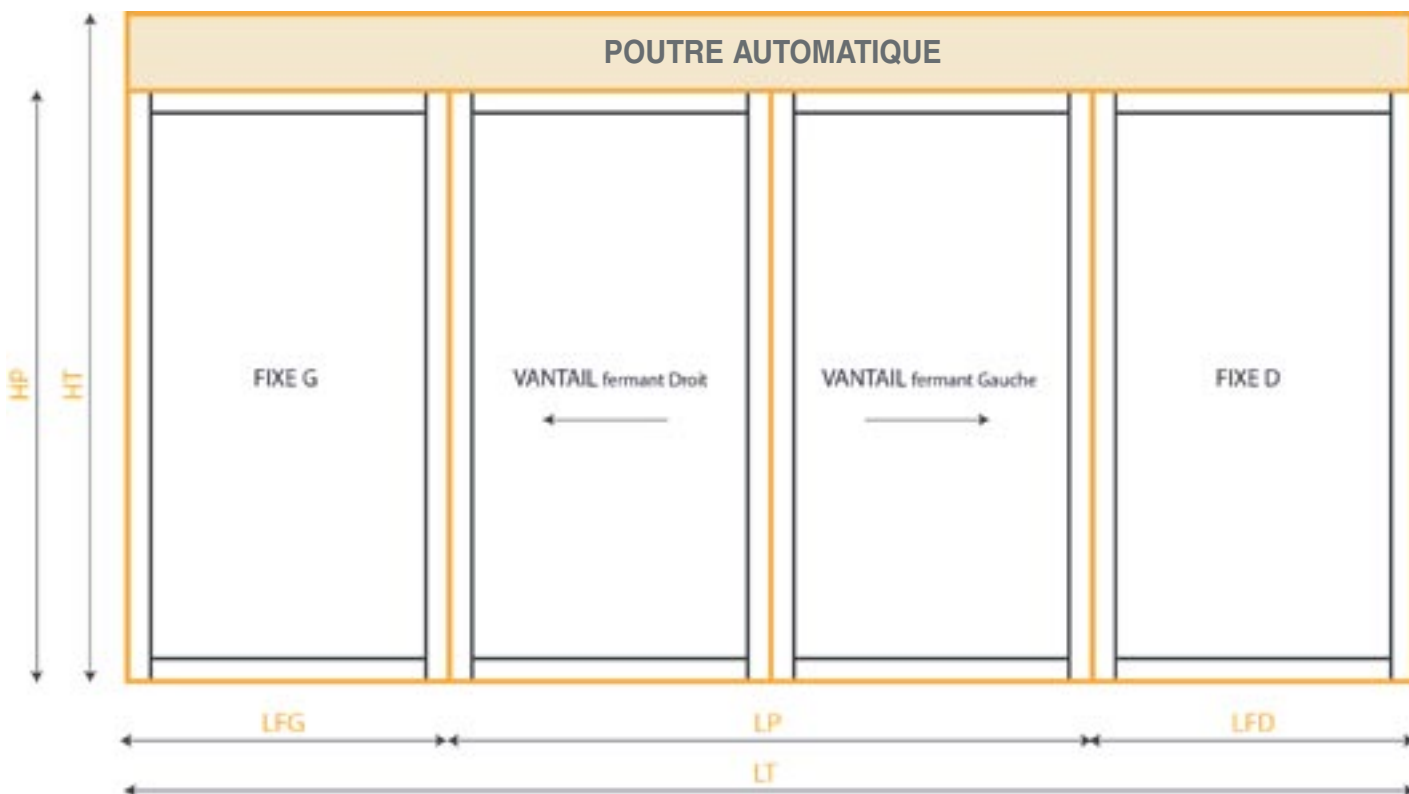 POUTRE AUTOMATIQUE
HP
HT
FIXE G
VANTAIL fermant Droit
VANTAIL fermant Gauche
FIXE D
LFG
LP
LFD
LT